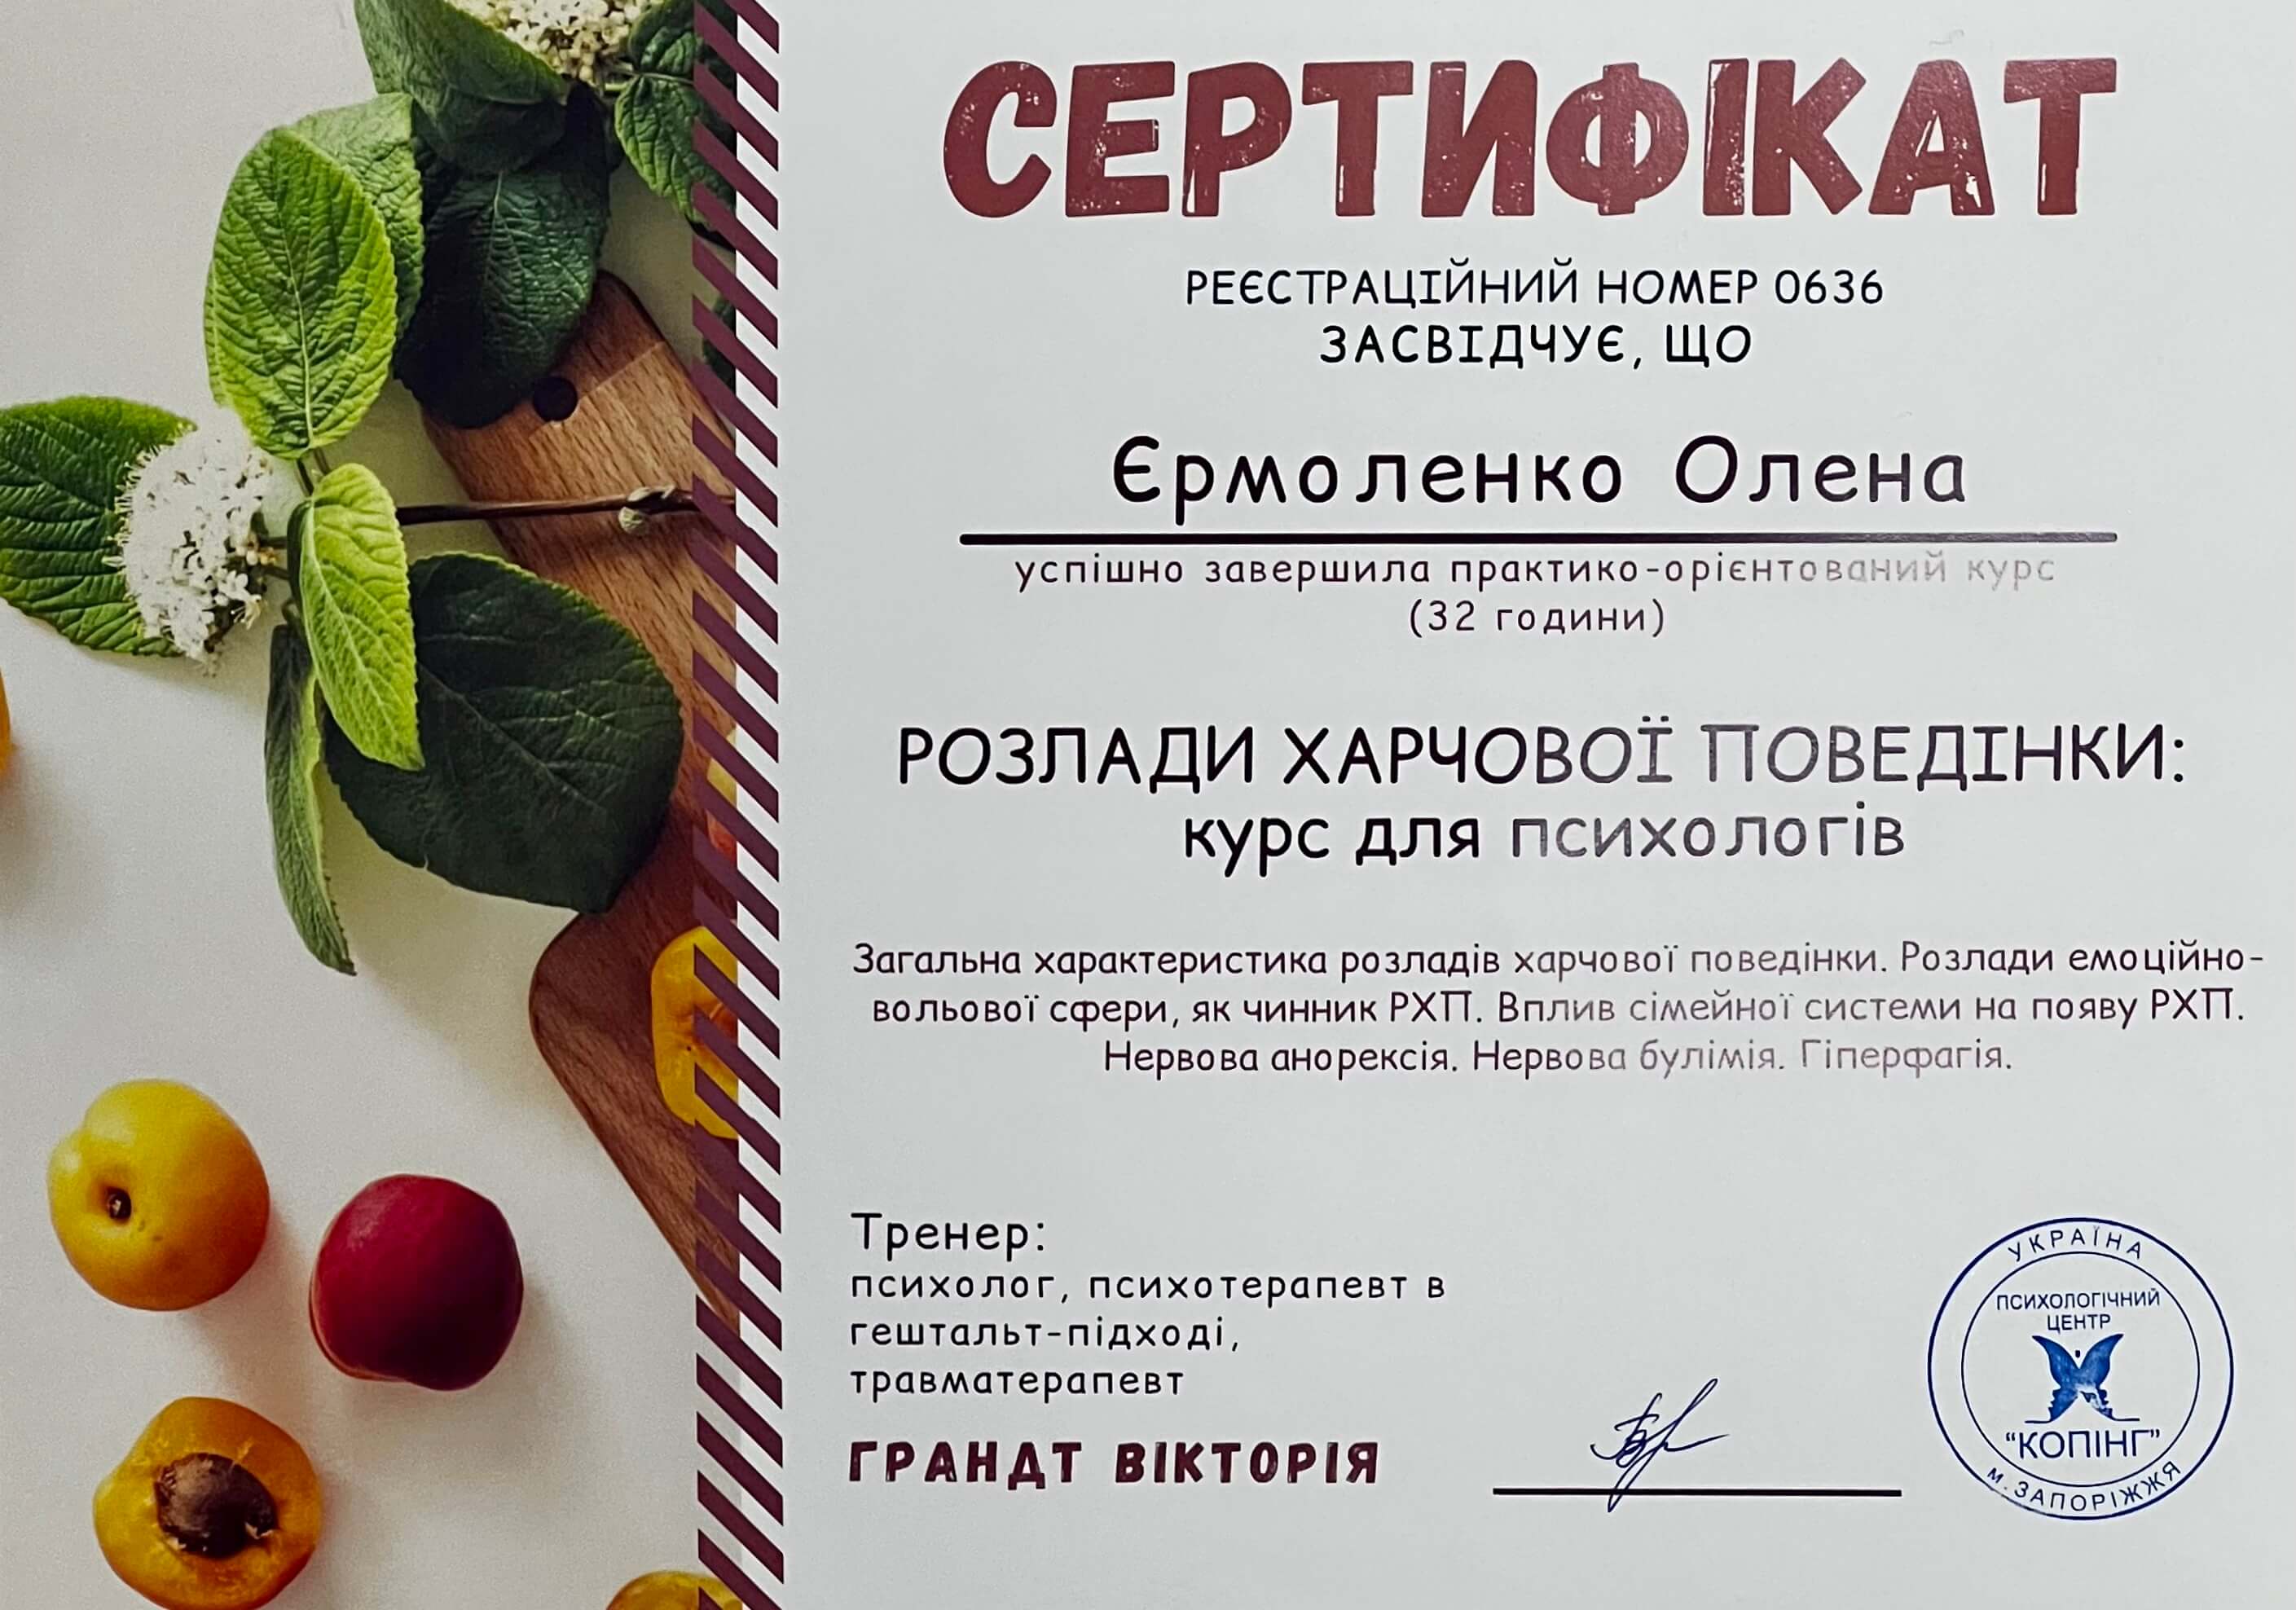 СЕРТИФІКАТ
РЕЄСТРАЦІЙНИЙ НОМЕР 0636
ЗАСВІДЧУЄ, ЩО
Єрмоленко Олена
успішно завершила практико-орієнтований курс
(32 години)
РОЗЛАДИ ХАРЧОВОЇ ПОВЕДІНКИ:
курс для психологів
Загальна характеристика розладів харчової поведінки. Розлади емоційно-
вольової сфери, як чинник РХП. Вплив сімейної системи на появу РХП.
Нервова анорексія. Нервова булімія. Гіперфагія.
Тренер:
психолог, психотерапевт в
гештальт-підході,
травматерапевт
ГРАНДТ ВІКТОРІЯ
УКРАЇНА
ПСИХОЛОГІЧНИЙ
ЦЕНТР
“КОПІНГ”
м. ЗАПОРІЖЖЯ